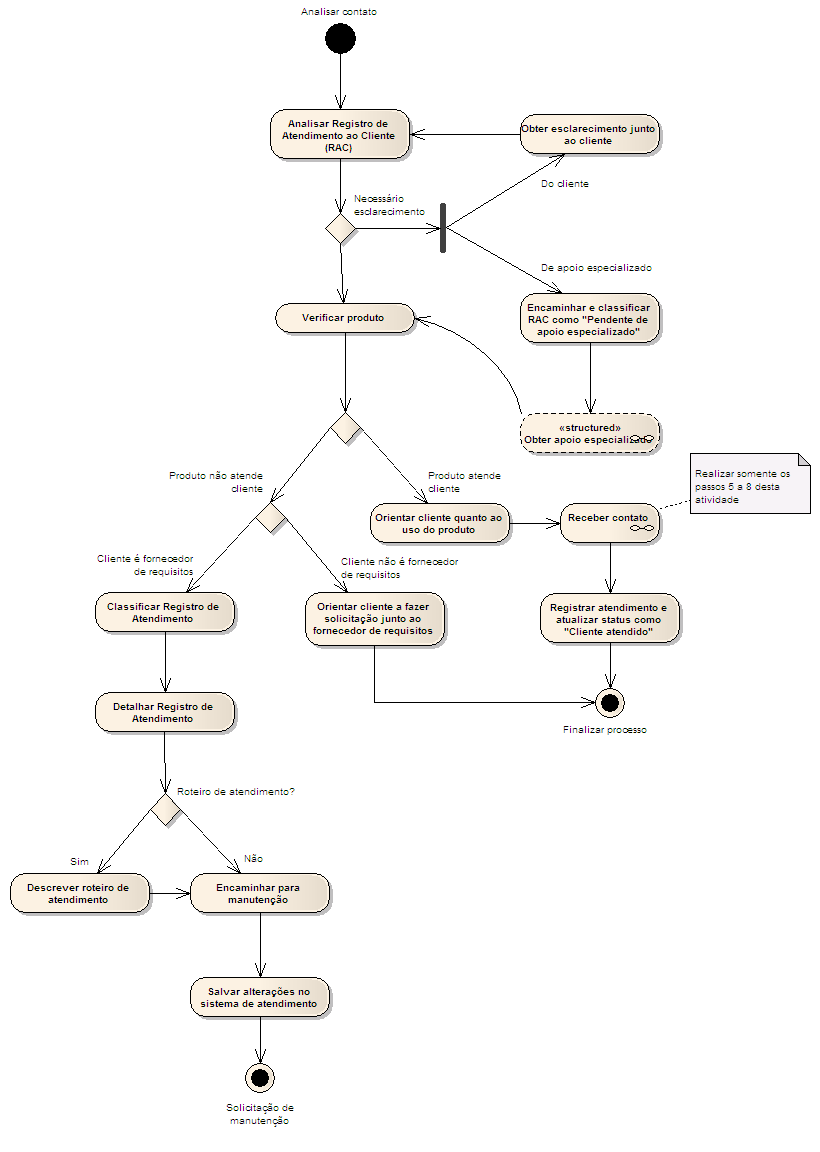 Analisar contato
Analisar Registro de
Atendimento ao Cliente
(RAC)
Obter esclarecimento junto
ao cliente
Necessário
esclarecimento
Do cliente
De apoio especializado
Verificar produto
Encaminhar e classificar
RAC como "Pendente de
apoio especializado"
«structured»
Obter apoio especializado
Produto não atende
cliente
Produto atende
cliente
Realizar somente os
passos 5 a 8 desta
atividade
Orientar cliente quanto ao
uso do produto
Receber contato
Cliente é fornecedor
de requisitos
Cliente não é fornecedor
de requisitos
Classificar Registro de
Atendimento
Orientar cliente a fazer
solicitação junto ao
fornecedor de requisitos
Registrar atendimento e
atualizar status como
"Cliente atendido"
Detalhar Registro de
Atendimento
Finalizar processo
Roteiro de atendimento?
Sim
Não
Descrever roteiro de
atendimento
Encaminhar para
manutenção
Salvar alterações no
sistema de atendimento
Solicitação de
manutenção